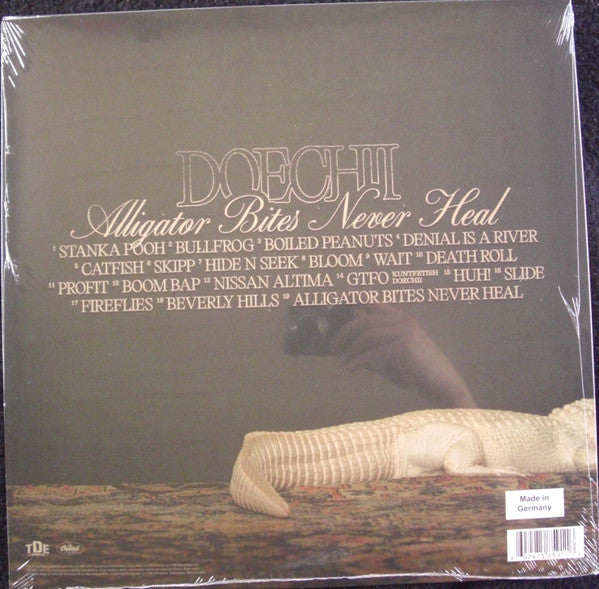 DOECHII
Alligator Bites Never Heal
1 STANKA POOH 2 BULLFROG 3 BOILED PEANUTS 4 DENIAL IS A RIVER
5 CATFISH 6 SKIPP 7 HIDE N SEEK 8 BLOOM 9 WAIT 10 DEATH ROLL
11 PROFIT 12 BOOM BAP 13 NISSAN ALTIMA 14 GTFO KUNTFETISH DOECHII 15 HUH! 16 SLIDE
17 FIREFLIES 18 BEVERLY HILLS 19 ALLIGATOR BITES NEVER HEAL
Made in
Germany
TDE Capitol